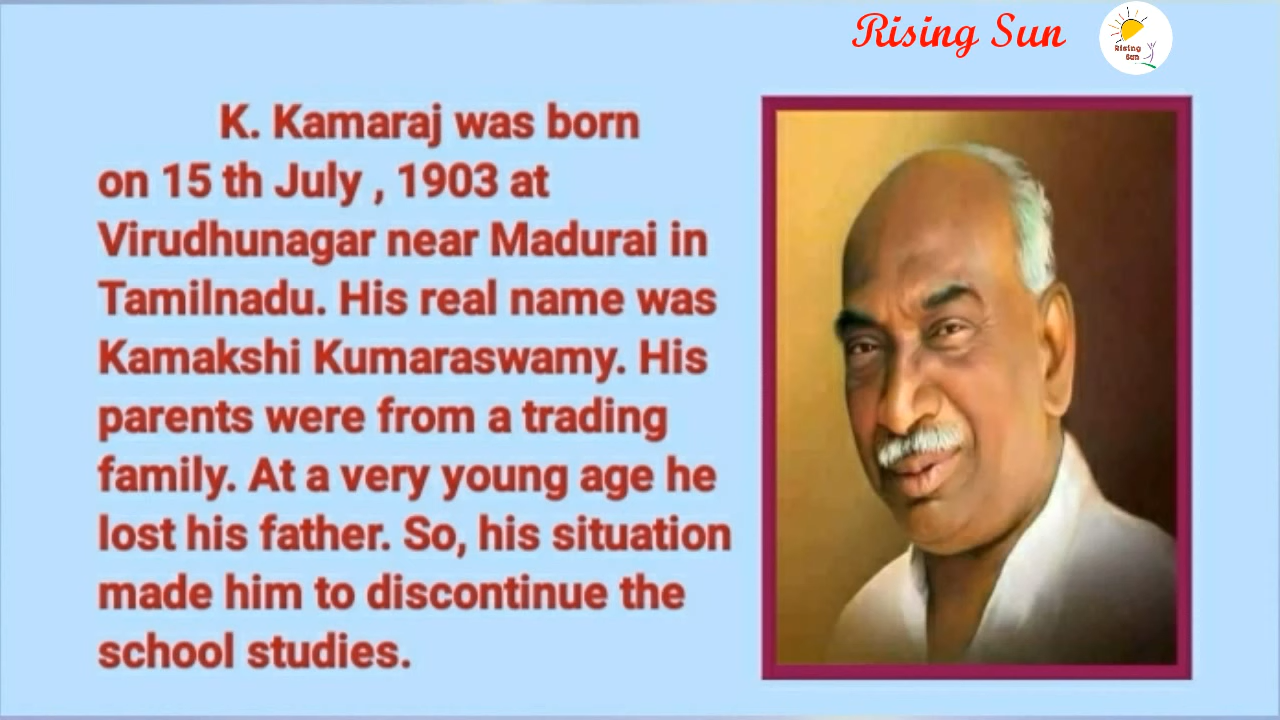 Rising Sun
Rising
Sun
K. Kamaraj was born
on 15 th July , 1903 at
Virudhunagar near Madurai in
Tamilnadu. His real name was
Kamakshi Kumaraswamy. His
parents were from a trading
family. At a very young age he
lost his father. So, his situation
made him to discontinue the
school studies.